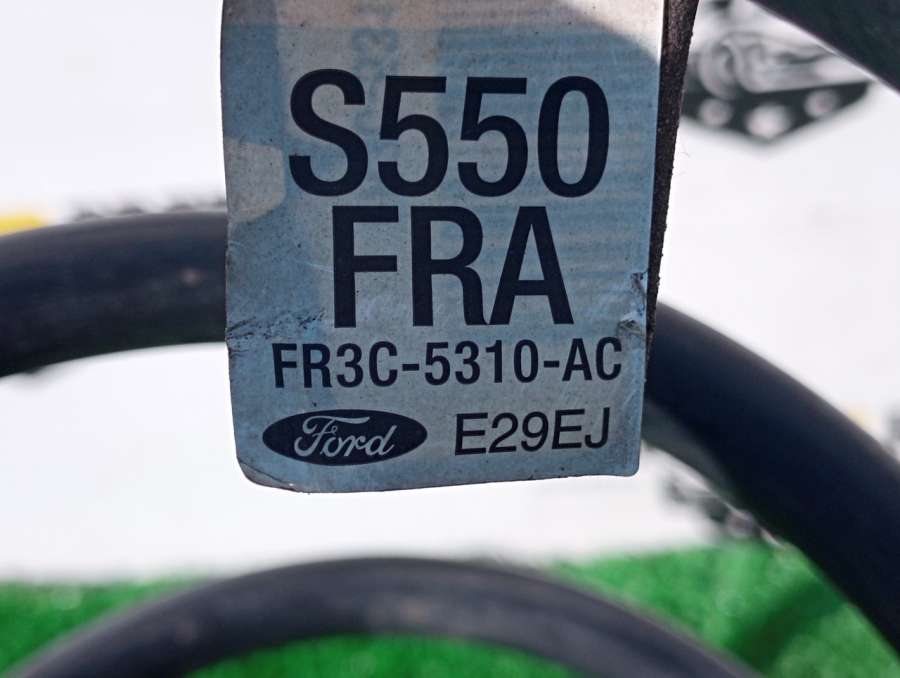 S550
FRA
FR3C-5310-AC
Ford E29EJ